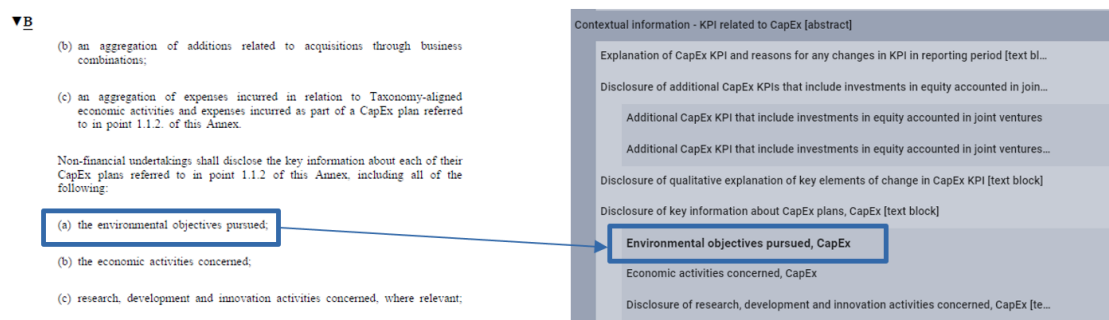 ▼B
(b) an aggregation of additions related to acquisitions through business
combinations;
(c) an aggregation of expenses incurred in relation to Taxonomy-aligned
economic activities and expenses incurred as part of a CapEx plan referred
to in point 1.1.2. of this Annex.
Non-financial undertakings shall disclose the key information about each of their
CapEx plans referred to in point 1.1.2 of this Annex, including all of the
following:
(a) the environmental objectives pursued;
(b) the economic activities concerned;
(c) research, development and innovation activities concerned, where relevant;
Contextual information - KPI related to CapEx [abstract]
Explanation of CapEx KPI and reasons for any changes in KPI in reporting period [text bl...
Disclosure of additional CapEx KPIs that include investments in equity accounted in join...
Additional CapEx KPI that include investments in equity accounted in joint ventures
Additional CapEx KPI that include investments in equity accounted in joint ventures...
Disclosure of qualitative explanation of key elements of change in CapEx KPI [text block]
Disclosure of key information about CapEx plans, CapEx [text block]
Environmental objectives pursued, CapEx
Economic activities concerned, CapEx
Disclosure of research, development and innovation activities concerned, CapEx [te...